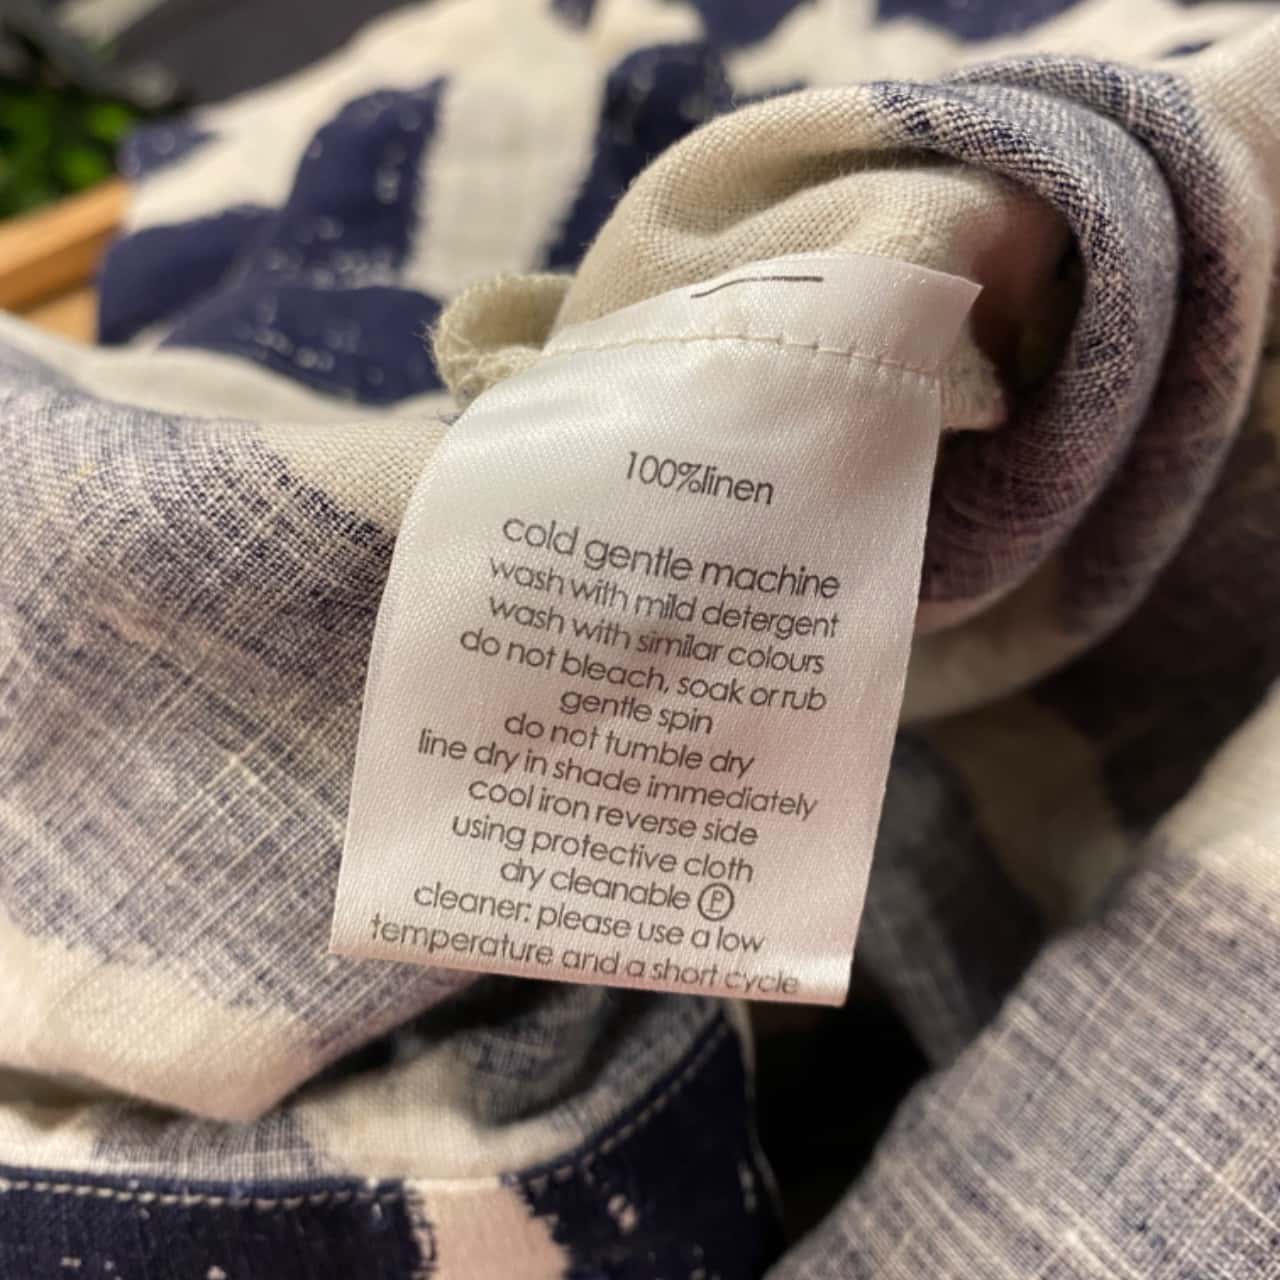 100%linen
cold gentle machine
wash with mild detergent
wash with similar colours
do not bleach, soak or rub
gentle spin
do not tumble dry
line dry in shade immediately
cool iron reverse side
using protective cloth
dry cleanable Ⓟ
cleaner: please use a low
temperature and a short cycle